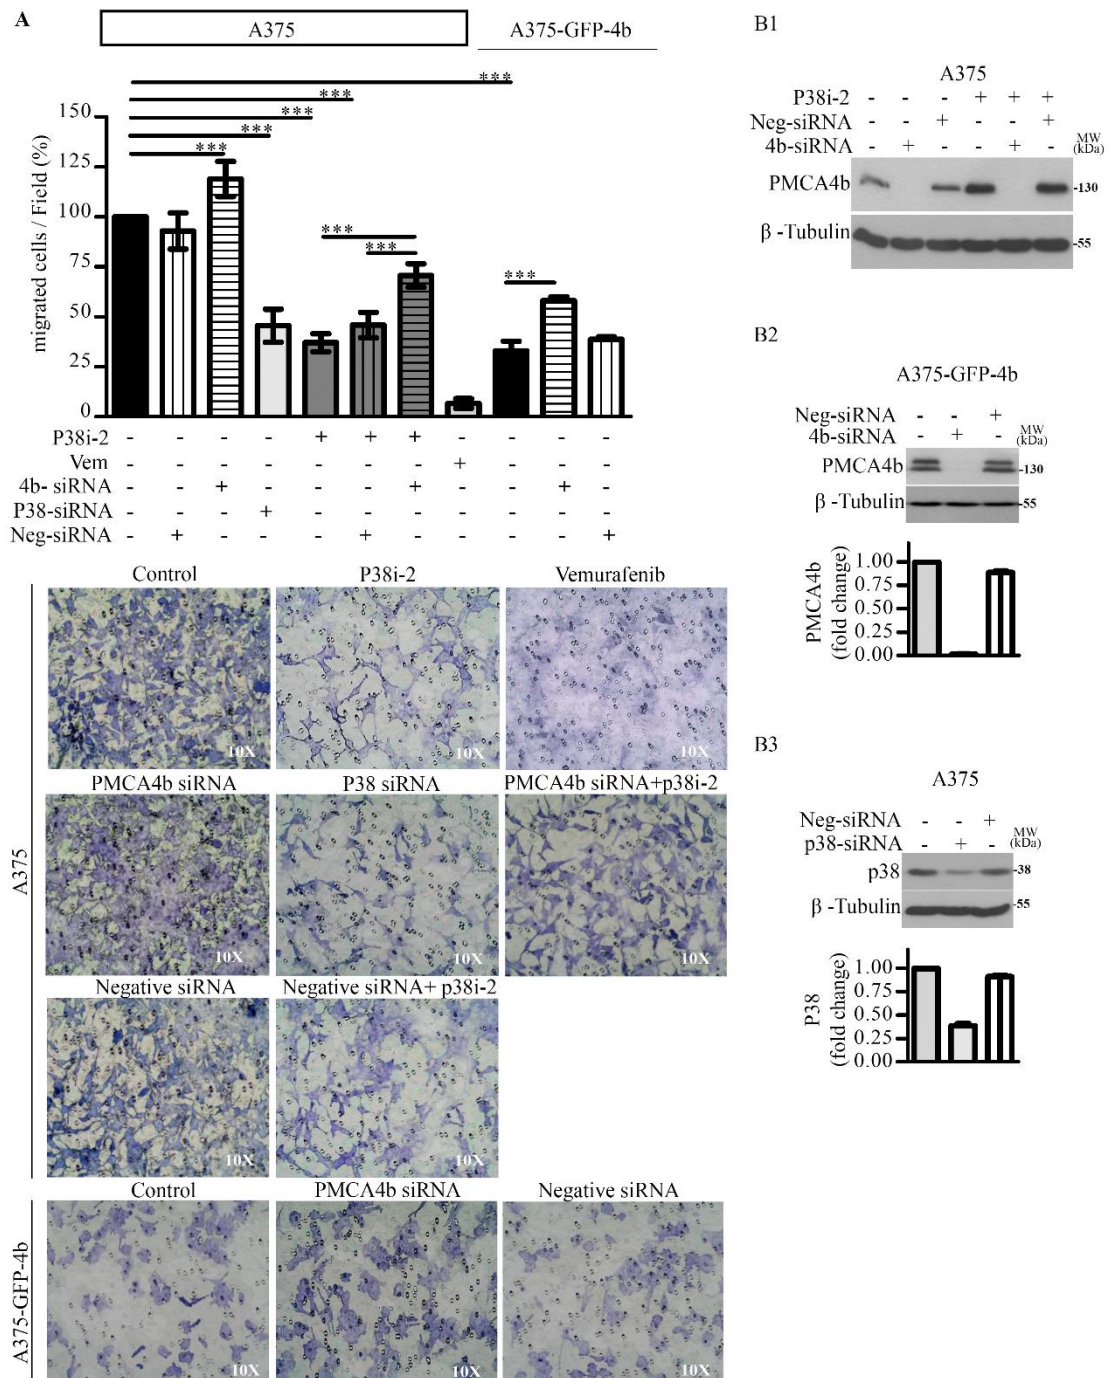 A
A375 A375-GFP-4b
*** 
***
***
***
***
***
***
***
migrated cells / Field (%)
150
125
100
75
50
25
0
P38i-2 - - - - + + + - - - -
Vem - - - - - - - + - - -
4b- siRNA - - + - - - + - - + -
P38-siRNA - - - + - - - - - - -
Neg-siRNA - + - - - + - - - - +
A375
Control P38i-2 Vemurafenib
10X 10X 10X
PMCA4b siRNA P38 siRNA PMCA4b siRNA+p38i-2
10X 10X 10X
Negative siRNA Negative siRNA+ p38i-2
10X 10X
A375-GFP-4b
Control PMCA4b siRNA Negative siRNA
10X 10X 10X
B1
A375
P38i-2 - - - + + +
Neg-siRNA - - + - - +
4b-siRNA - + - - + -
MW
(kDa)
PMCA4b -130
β -Tubulin -55
B2
A375-GFP-4b
Neg-siRNA - - +
4b-siRNA - + -
MW
(kDa)
PMCA4b -130
β -Tubulin -55
PMCA4b
(fold change)
1.00
0.75
0.50
0.25
0.00
B3
A375
Neg-siRNA - - +
p38-siRNA - + -
MW
(kDa)
p38 -38
β -Tubulin -55
P38
(fold change)
1.00
0.75
0.50
0.25
0.00